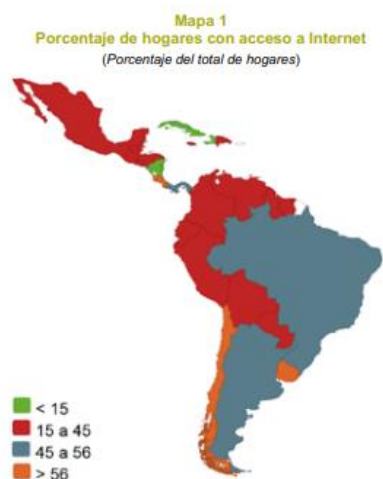 Mapa 1
Porcentaje de hogares con acceso a Internet
(Porcentaje del total de hogares)
< 15
15 a 45
45 a 56
> 56